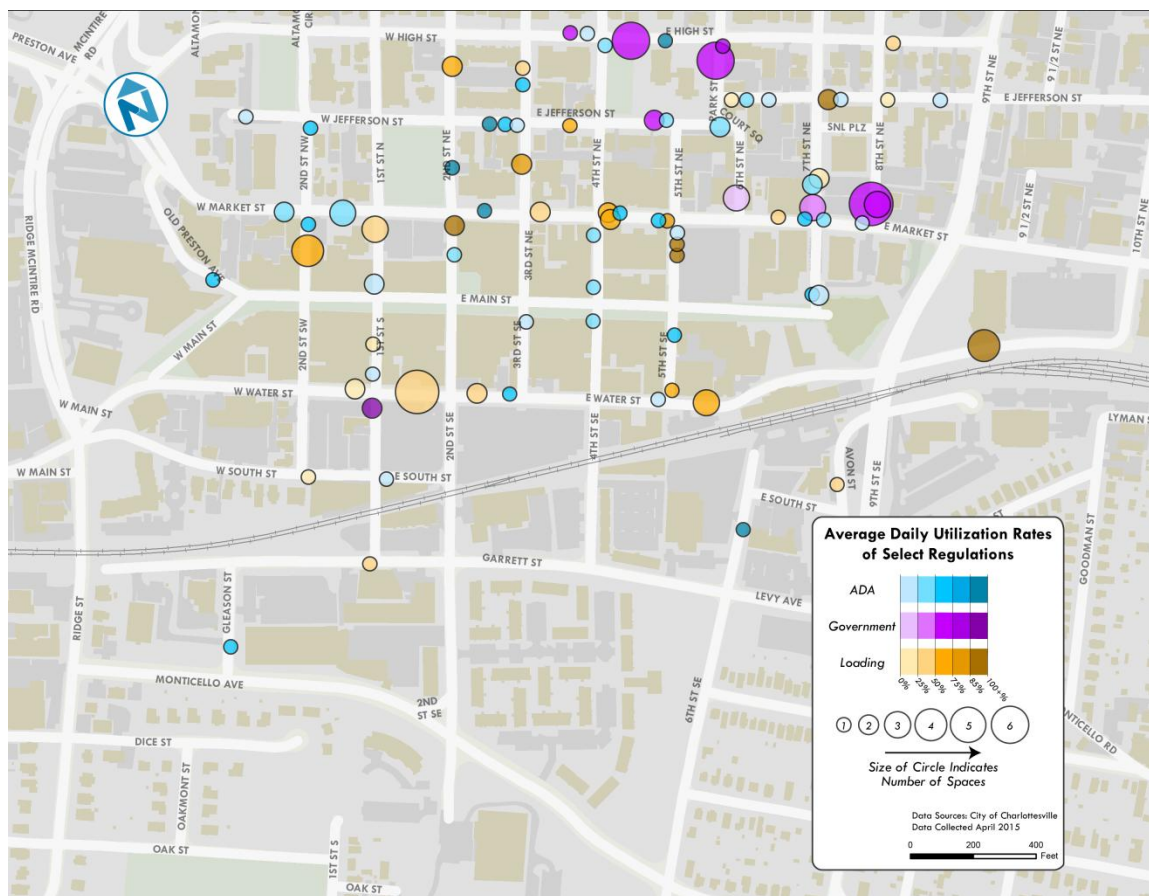 MCINTIRE
RD
PRESTON AVE
ALTAMONT
ALTAMONT
CIR
W HIGH ST
E HIGH ST
9TH ST NE
9 1/2 ST NE
PARK ST
COURT SQ
E JEFFERSON ST
W JEFFERSON ST
SNL PLZ
2ND ST NW
1ST ST N
2ND ST NE
3RD ST NE
4TH ST NE
5TH ST NE
6TH ST NE
7TH ST NE
8TH ST NE
9 1/2 ST NE
10TH ST NE
W MARKET ST
E MARKET ST
OLD PRESTON AVE
RIDGE MCINTIRE RD
E MAIN ST
W MAIN ST
2ND ST SW
1ST ST S
3RD ST SE
5TH ST SE
W WATER ST
E WATER ST
W MAIN ST
2ND ST SE
4TH ST SE
LYMAN S
W MAIN ST
W SOUTH ST
E SOUTH ST
AVON ST
9TH ST SE
E SOUTH ST
GOODMAN ST
GARRETT ST
LEVY AVE
GLEASON ST
RIDGE ST
MONTICELLO AVE
2ND
ST SE
6TH ST SE
DICE ST
OAKMONT ST
OAK ST
1ST ST S
OAK ST
ONTICELLO RD
Average Daily Utilization Rates
of Select Regulations
ADA
Government
Loading
0% 25% 50% 75% 85% 100+%
1 2 3 4 5 6
Size of Circle Indicates
Number of Spaces
Data Sources: City of Charlottesville
Data Collected April 2015
0 200 400
Feet